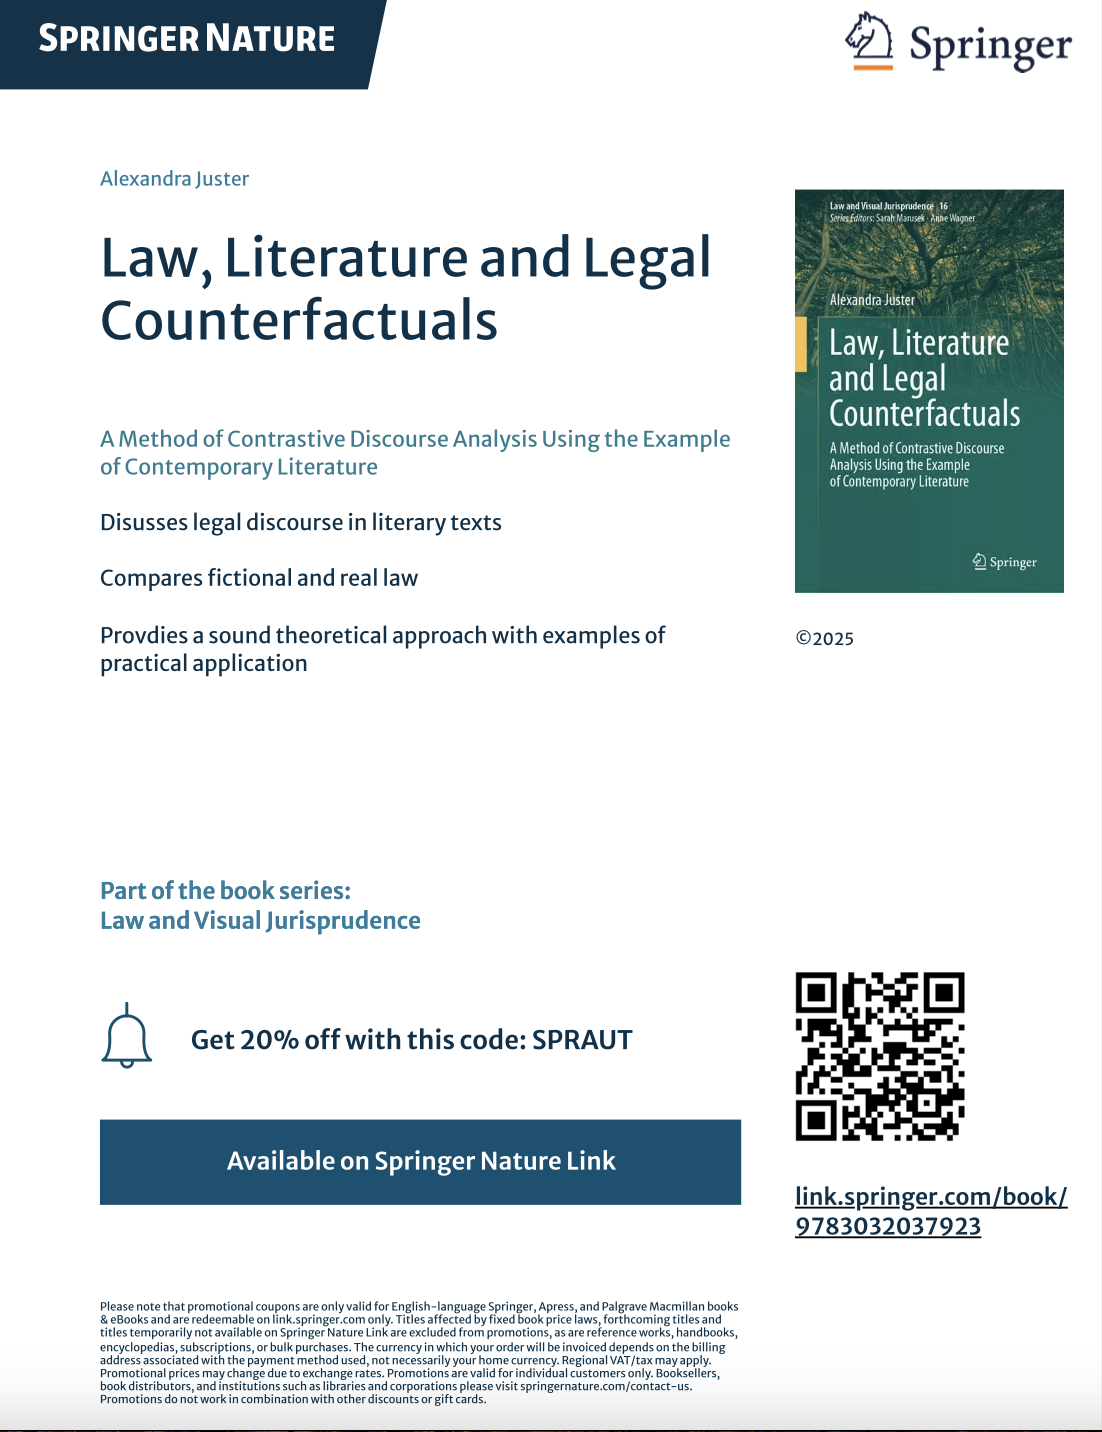 SPRINGER NATURE
Springer
Alexandra Juster
Law, Literature and Legal
Counterfactuals
A Method of Contrastive Discourse Analysis Using the Example
of Contemporary Literature
Disusses legal discourse in literary texts
Compares fictional and real law
Provdies a sound theoretical approach with examples of
practical application
Law and Visual Jurisprudence 16
Series Editors: Sarah Marusek · Anne Wagner
Alexandra Juster
Law, Literature
and Legal
Counterfactuals
A Method of Contrastive Discourse
Analysis Using the Example
of Contemporary Literature
Springer
©2025
Part of the book series:
Law and Visual Jurisprudence
Get 20% off with this code: SPRAUT
Available on Springer Nature Link
link.springer.com/book/
9783032037923
Please note that promotional coupons are only valid for English-language Springer, Apress, and Palgrave Macmillan books
& eBooks and are redeemable on link.springer.com only. Titles affected by fixed book price laws, forthcoming titles and
titles temporarily not available on Springer Nature Link are excluded from promotions, as are reference works, handbooks,
encyclopedias, subscriptions, or bulk purchases. The currency in which your order will be invoiced depends on the billing
address associated with the payment method used, not necessarily your home currency. Regional VAT/tax may apply.
Promotional prices may change due to exchange rates. Promotions are valid for individual customers only. Booksellers,
book distributors, and institutions such as libraries and corporations please visit springernature.com/contact-us.
Promotions do not work in combination with other discounts or gift cards.